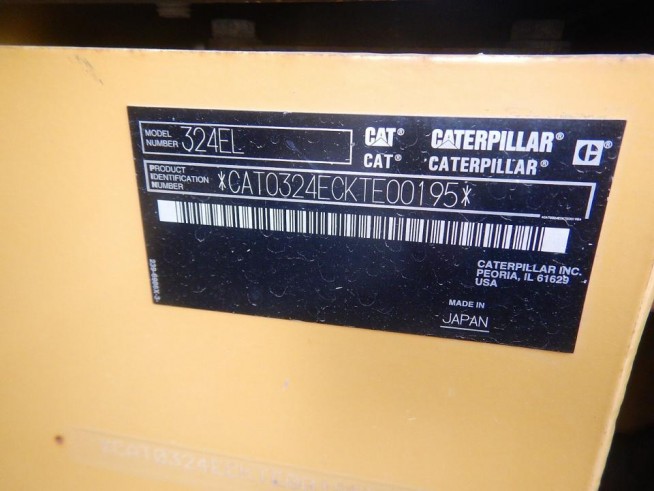 MODEL
NUMBER 324EL
CAT® CATERPILLAR®
CAT® CATERPILLAR®
PRODUCT
IDENTIFICATION
NUMBER *CAT0324ECKTE00195*
CATERPILLAR INC.
PEORIA, IL 61629
USA
MADE IN
JAPAN